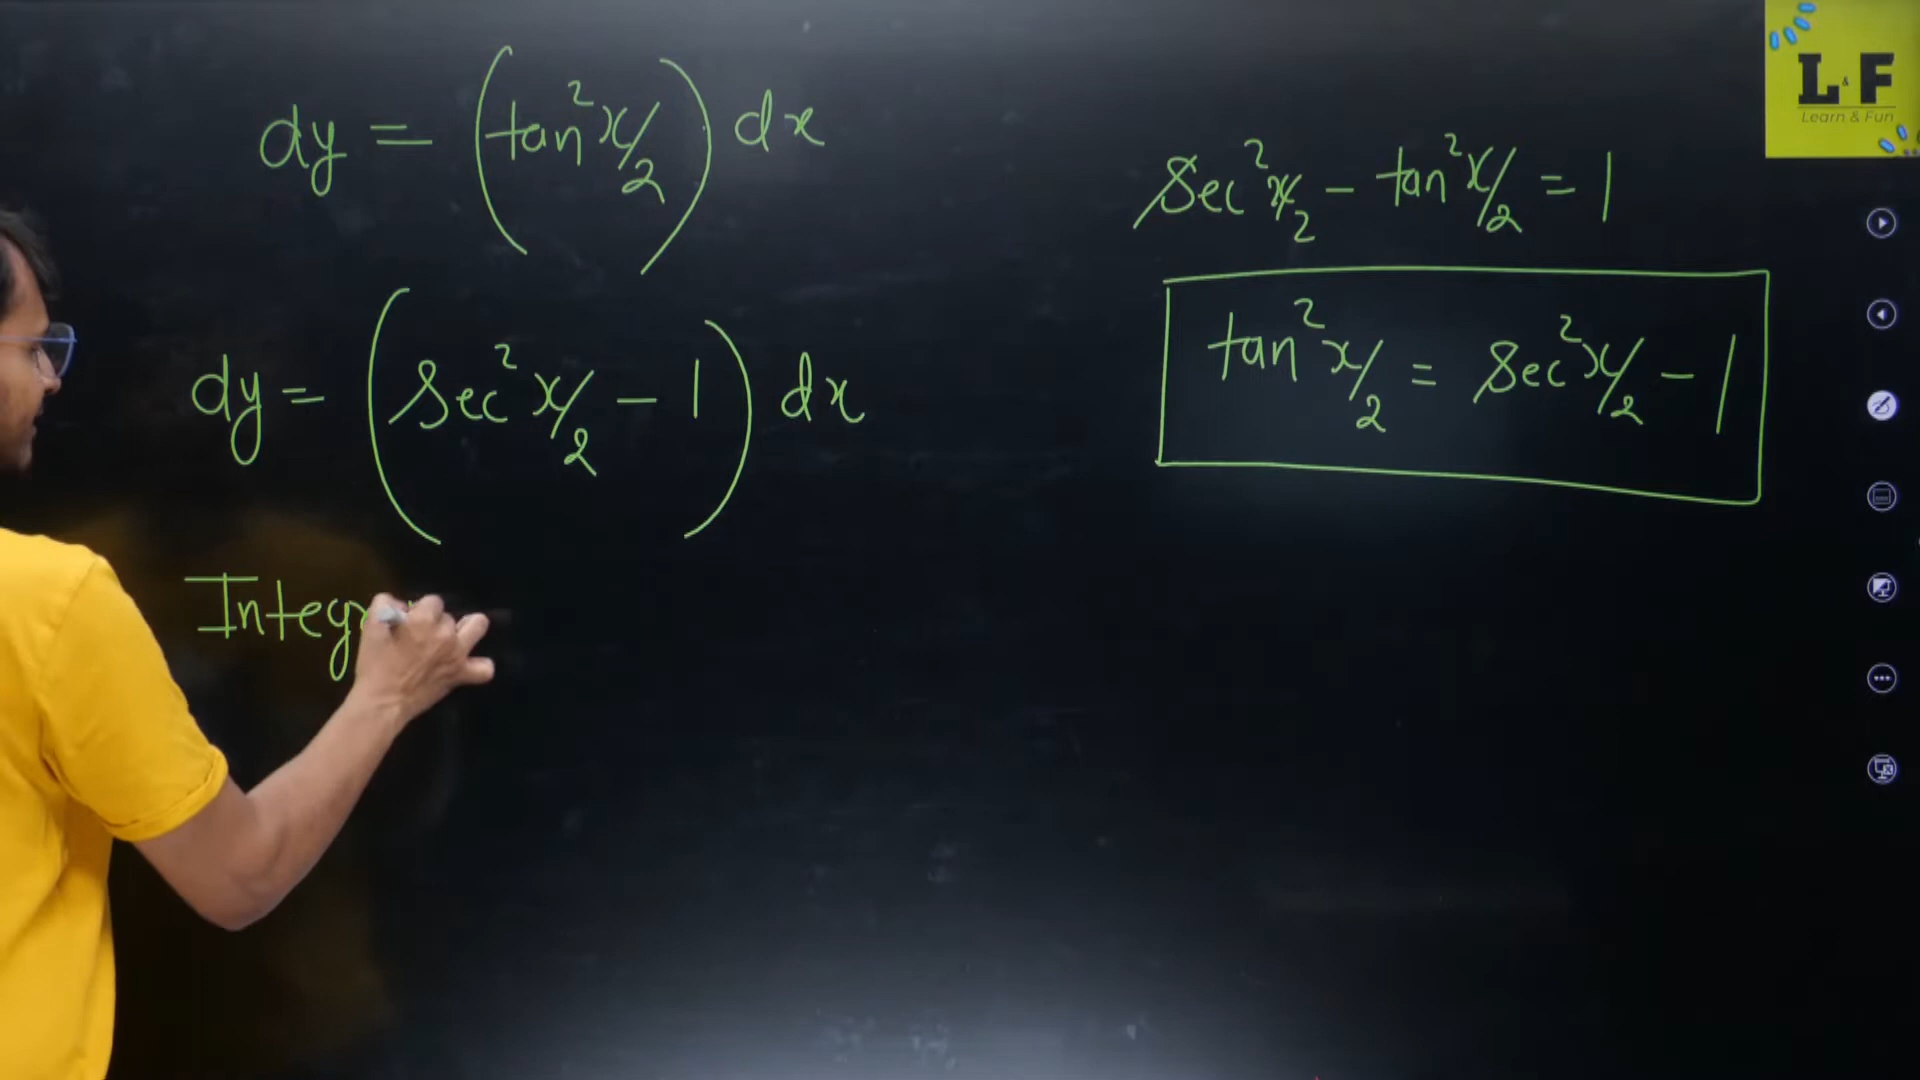 dy = (tan²x/2) dx
dy = (sec²x/2 - 1) dx
sec²x/2 - tan²x/2 = 1
tan²x/2 = sec²x/2 - 1
L&F
Learn & Fun